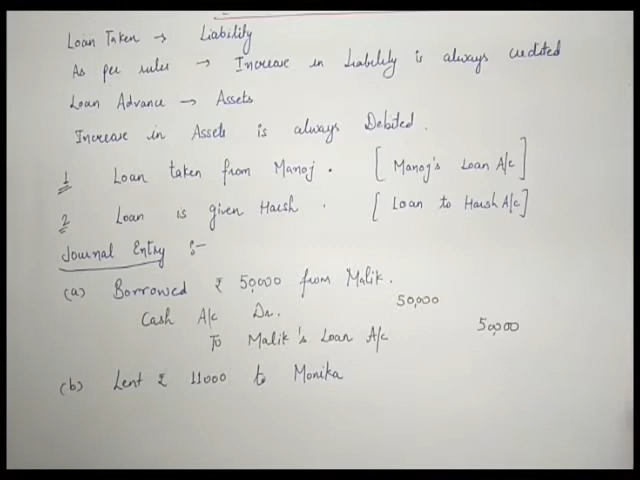 Loan Taken → Liability
As per rules → Increase in Liability is always credited
Loan Advance → Assets
Increase in Assets is always Debited.
1 Loan taken from Manoj. [Manoj's Loan A/c]
2 Loan is given Harsh. [Loan to Harsh A/c]
Journal Entry :-
(a) Borrowed ₹ 50,000 from Malik.
Cash A/c Dr. 50,000
To Malik's Loan A/c 50,000
(b) Lent ₹ 11000 to Monika